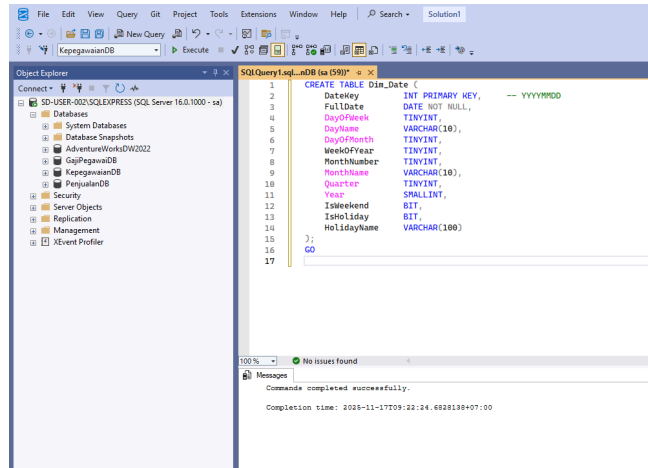 File Edit View Query Git Project Tools Extensions Window Help Search Solution1
New Query
KepegawaianDB Execute
Object Explorer
Connect
SD-USER-002\SQLEXPRESS (SQL Server 16.0.1000 - sa)
Databases
System Databases
Database Snapshots
AdventureWorksDW2022
GajiPegawaiDB
KepegawaianDB
PenjualanDB
Security
Server Objects
Replication
Management
XEvent Profiler
SQLQuery1.sql...nDB (sa (59))*
1 CREATE TABLE Dim_Date (
2 DateKey INT PRIMARY KEY, -- YYYYMMDD
3 FullDate DATE NOT NULL,
4 DayOfWeek TINYINT,
5 DayName VARCHAR(10),
6 DayOfMonth TINYINT,
7 WeekOfYear TINYINT,
8 MonthNumber TINYINT,
9 MonthName VARCHAR(10),
10 Quarter TINYINT,
11 Year SMALLINT,
12 IsWeekend BIT,
13 IsHoliday BIT,
14 HolidayName VARCHAR(100)
15 );
16 GO
17
100 % No issues found
Messages
Commands completed successfully.
Completion time: 2025-11-17T09:22:24.6828138+07:00